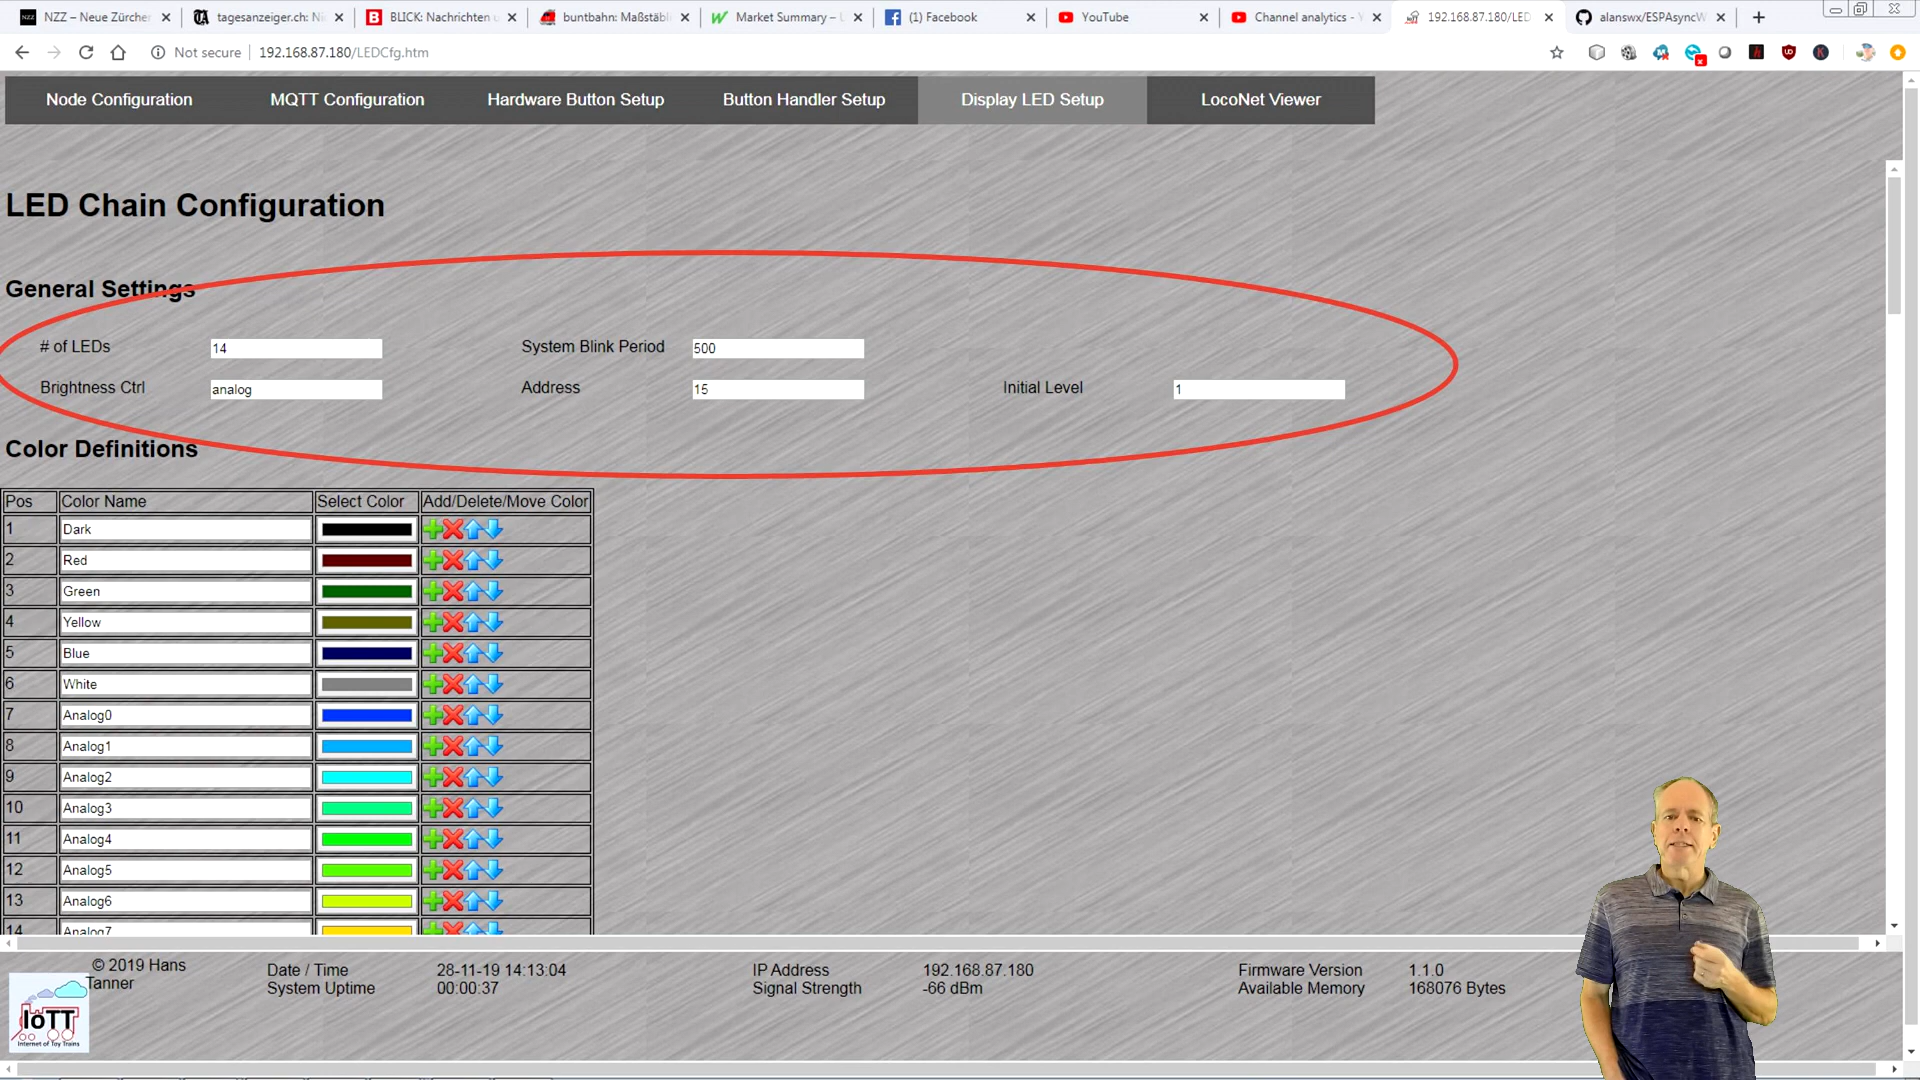 NZZ – Neue Zürcher
tagesanzeiger.ch: Ni
BLICK: Nachrichten u
buntbahn: Maßstäbl
Market Summary –
(1) Facebook
YouTube
Channel analytics - Y
192.168.87.180/LED
alanswx/ESPAsyncW
Not secure
192.168.87.180/LEDCfg.htm
Node Configuration
MQTT Configuration
Hardware Button Setup
Button Handler Setup
Display LED Setup
LocoNet Viewer
LED Chain Configuration
General Settings
# of LEDs 14 System Blink Period 500
Brightness Ctrl analog Address 15 Initial Level 1
Color Definitions
Pos Color Name Select Color Add/Delete/Move Color
1 Dark
2 Red
3 Green
4 Yellow
5 Blue
6 White
7 Analog0
8 Analog1
9 Analog2
10 Analog3
11 Analog4
12 Analog5
13 Analog6
14 Analog7
© 2019 Hans
Tanner
Date / Time 28-11-19 14:13:04 IP Address 192.168.87.180 Firmware Version 1.1.0
System Uptime 00:00:37 Signal Strength -66 dBm Available Memory 168076 Bytes
IoTT
Internet of Toy Trains